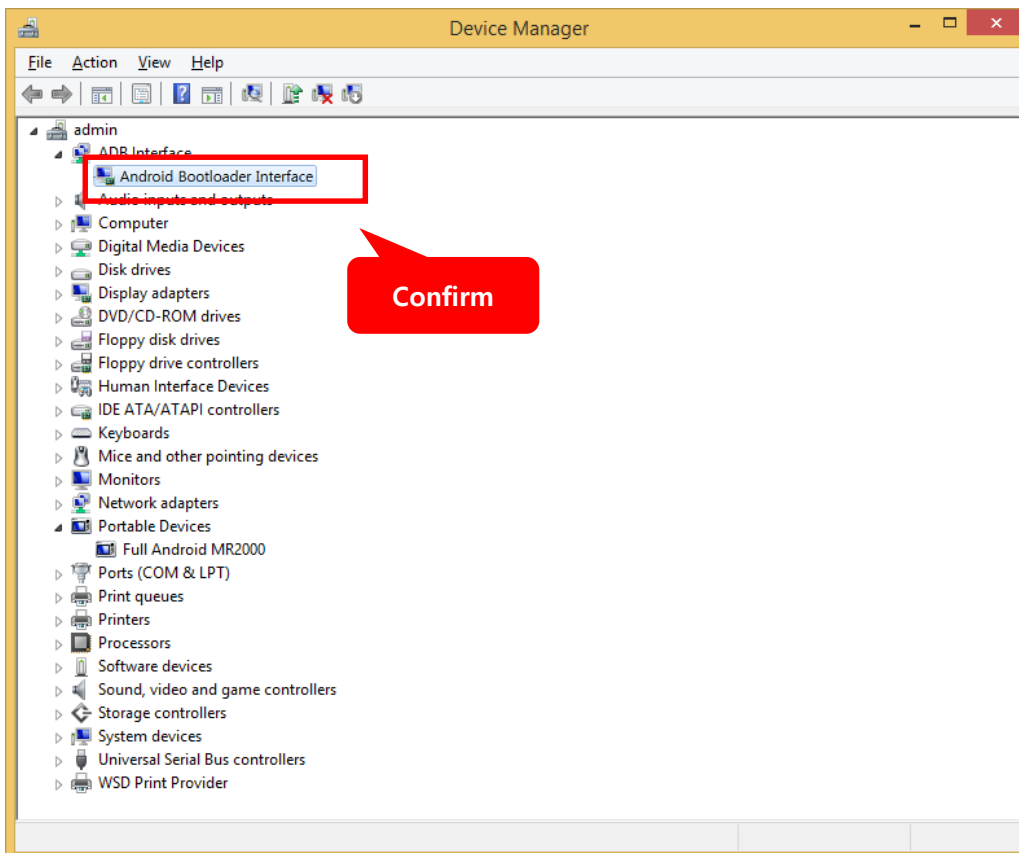 Device Manager
File Action View Help
admin
ADB Interface
Android Bootloader Interface
Audio inputs and outputs
Computer
Digital Media Devices
Disk drives
Display adapters
Confirm
DVD/CD-ROM drives
Floppy disk drives
Floppy drive controllers
Human Interface Devices
IDE ATA/ATAPI controllers
Keyboards
Mice and other pointing devices
Monitors
Network adapters
Portable Devices
Full Android MR2000
Ports (COM & LPT)
Print queues
Printers
Processors
Software devices
Sound, video and game controllers
Storage controllers
System devices
Universal Serial Bus controllers
WSD Print Provider